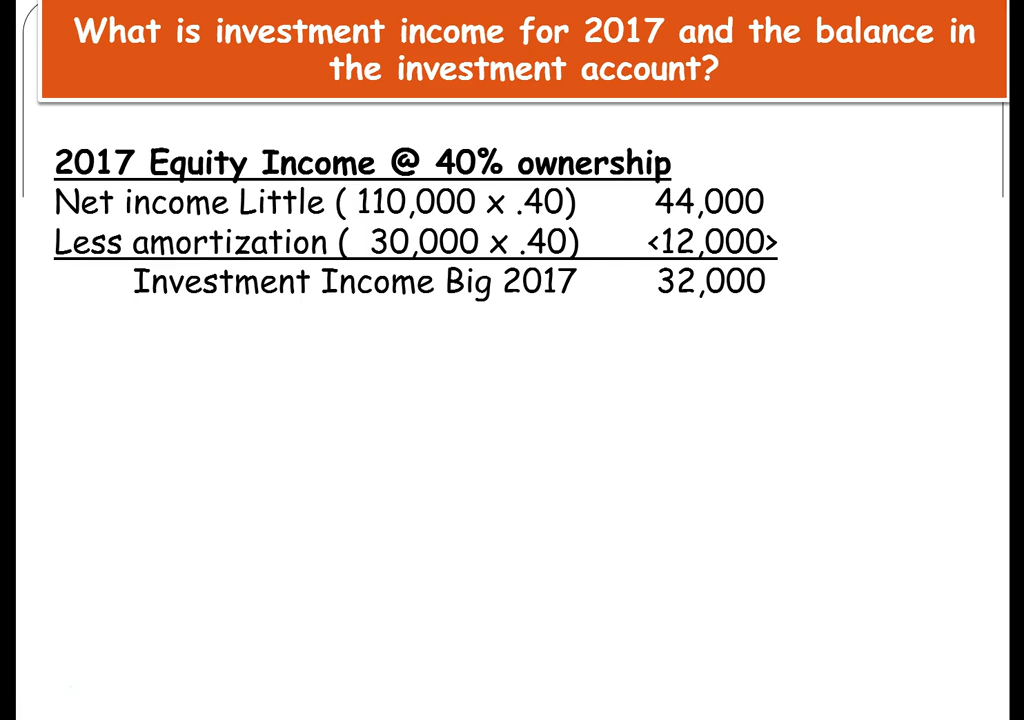 What is investment income for 2017 and the balance in
the investment account?
2017 Equity Income @ 40% ownership
Net income Little ( 110,000 x .40) 44,000
Less amortization ( 30,000 x .40) <12,000>
Investment Income Big 2017 32,000